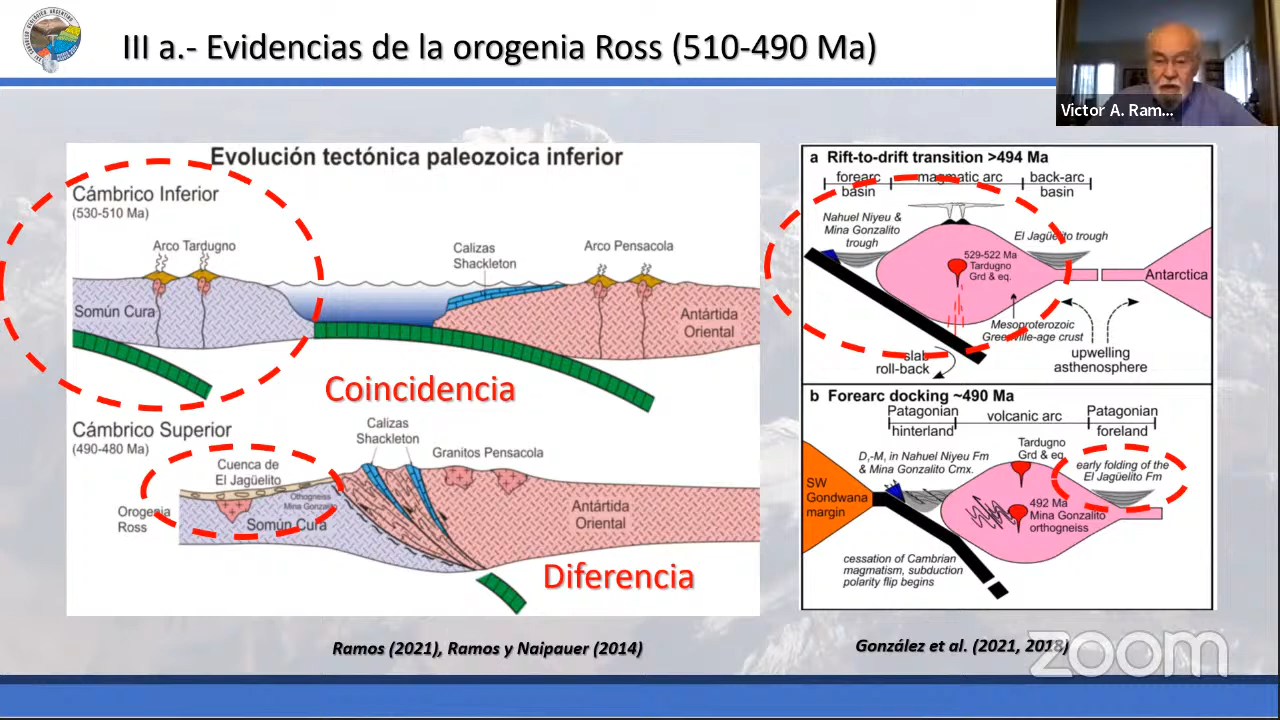 III a.- Evidencias de la orogenia Ross (510-490 Ma)
Victor A. Ram...
Evolución tectónica paleozoica inferior
Cámbrico Inferior
(530-510 Ma)
Arco Tardugno
Calizas
Shackleton
Arco Pensacola
Somún Cura
Antártida
Oriental
Coincidencia
Cámbrico Superior
(490-480 Ma)
Calizas
Shackleton
Granitos Pensacola
Cuenca de
El Jagüelito
Othogneiss
Mina Gonzalito
Orogenia
Ross
Somún Cura
Antártida
Oriental
Diferencia
Ramos (2021), Ramos y Naipauer (2014)
a Rift-to-drift transition >494 Ma
forearc
basin
magmatic arc
back-arc
basin
Nahuel Niyeu &
Mina Gonzalito
trough
El Jagüelito trough
529-522 Ma
Tardugno
Grd & eq.
Antarctica
Mesoproterozoic
Grenville-age crust
slab
roll-back
upwelling
asthenosphere
b Forearc docking ~490 Ma
Patagonian
hinterland
volcanic arc
Patagonian
foreland
D₁-M₁ in Nahuel Niyeu Fm
& Mina Gonzalito Cmx.
Tardugno
Grd & eq.
early folding of the
El Jagüelito Fm
SW
Gondwana
margin
492 Ma
Mina Gonzalito
orthogneiss
cessation of Cambrian
magmatism, subduction
polarity flip begins
González et al. (2021, 2018)
zoom